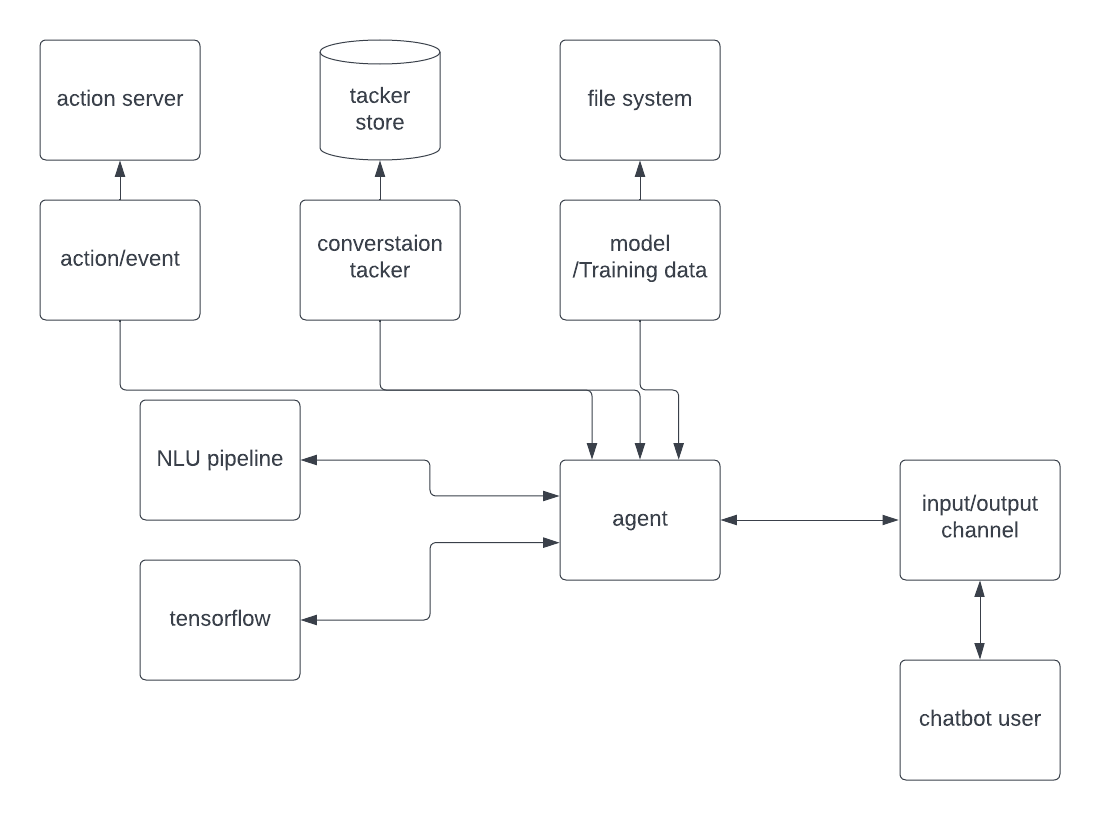 action server
tacker
store
file system
action/event
converstaion
tacker
model
/Training data
NLU pipeline
agent
input/output
channel
tensorflow
chatbot user